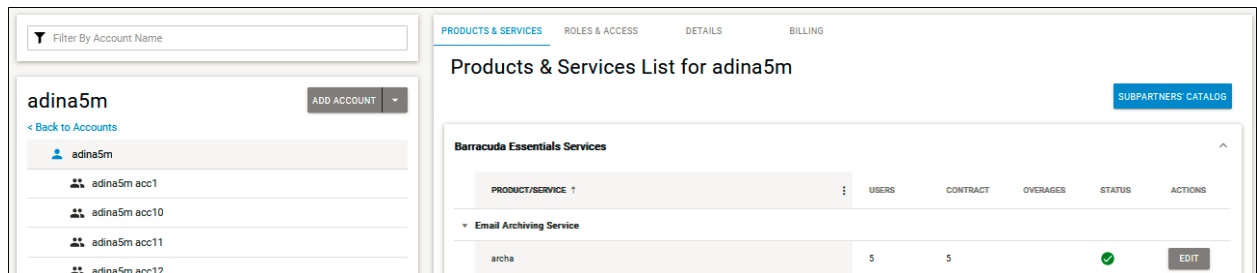 Filter By Account Name
adina5m
ADD ACCOUNT
< Back to Accounts
adina5m
adina5m acc1
adina5m acc10
adina5m acc11
adina5m acc12
PRODUCTS & SERVICES ROLES & ACCESS DETAILS BILLING
Products & Services List for adina5m
SUBPARTNERS' CATALOG
Barracuda Essentials Services
PRODUCT/SERVICE ↑ USERS CONTRACT OVERAGES STATUS ACTIONS
Email Archiving Service
archa 5 5 EDIT